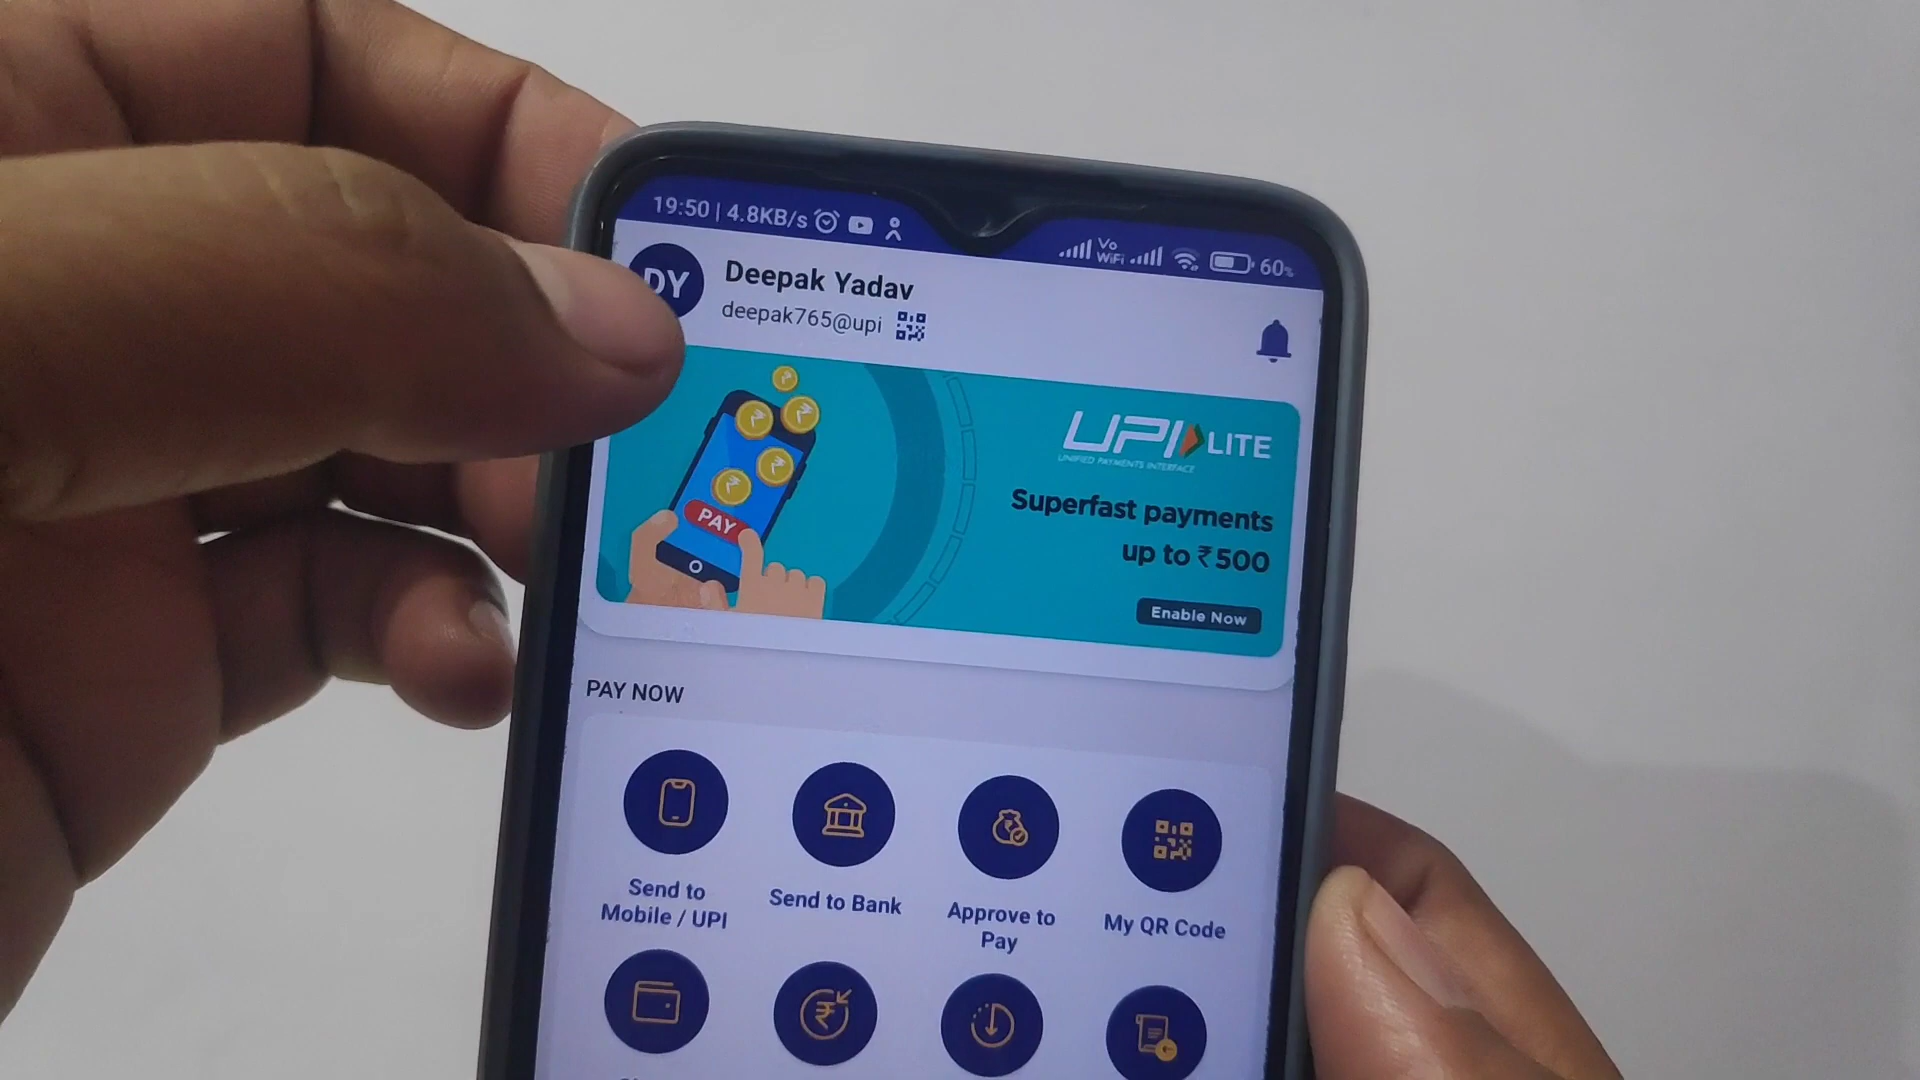 19:50 | 4.8KB/s
Vo
WiFi
60%
DY
Deepak Yadav
deepak765@upi
UPI LITE
UNIFIED PAYMENTS INTERFACE
Superfast payments
up to ₹500
PAY
Enable Now
PAY NOW
Send to
Mobile / UPI
Send to Bank
Approve to
Pay
My QR Code